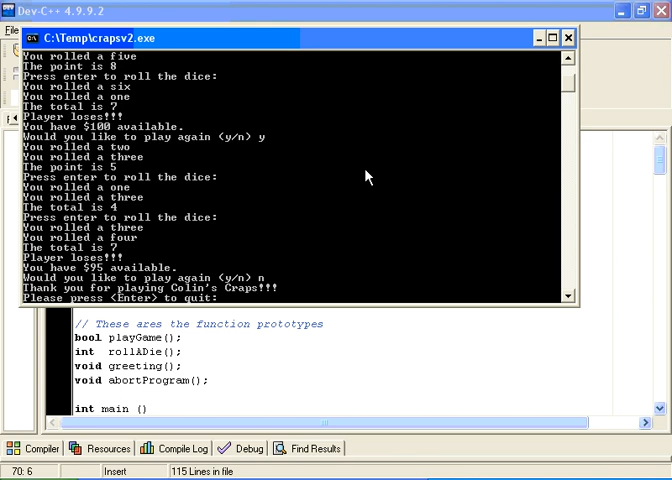 Dev-C++ 4.9.9.2
C:\Temp\crapsv2.exe
You rolled a five
The point is 8
Press enter to roll the dice:
You rolled a six
You rolled a one
The total is 7
Player loses!!!
You have $100 available.
Would you like to play again (y/n) y
You rolled a two
You rolled a three
The point is 5
Press enter to roll the dice:
You rolled a one
You rolled a three
The total is 4
Press enter to roll the dice:
You rolled a three
You rolled a four
The total is 7
Player loses!!!
You have $95 available.
Would you like to play again (y/n) n
Thank you for playing Colin's Craps!!!
Please press <Enter> to quit:
// These ares the function prototypes
bool playGame();
int rollADie();
void greeting();
void abortProgram();
int main ()
Compiler Resources Compile Log Debug Find Results
70: 6 Insert 115 Lines in file